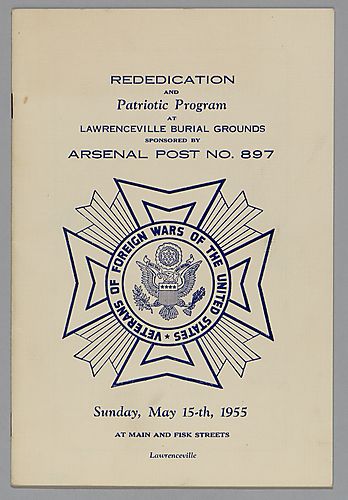 REDEDICATION
AND
Patriotic Program
AT
LAWRENCEVILLE BURIAL GROUNDS
SPONSORED BY
ARSENAL POST NO. 897
VETERANS OF FOREIGN WARS OF THE UNITED STATES ★
Sunday, May 15-th, 1955
AT MAIN AND FISK STREETS
Lawrenceville